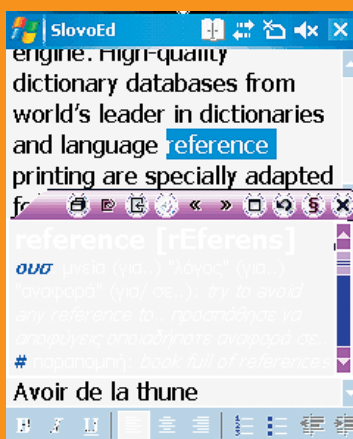 SlovoEd
engine. High-quality
dictionary databases from
world's leader in dictionaries
and language reference
printing are specially adapted
reference [rEferens]
ουσ μνεία (για..) "λόγος" (για..)
"αναφορά" (για/ σε..): try to avoid
any reference to.. προσπάθησε να
αποφύγεις οποιαδήποτε αναφορά σε..
# παραπομπή: book full of references
Avoir de la thune
B I U